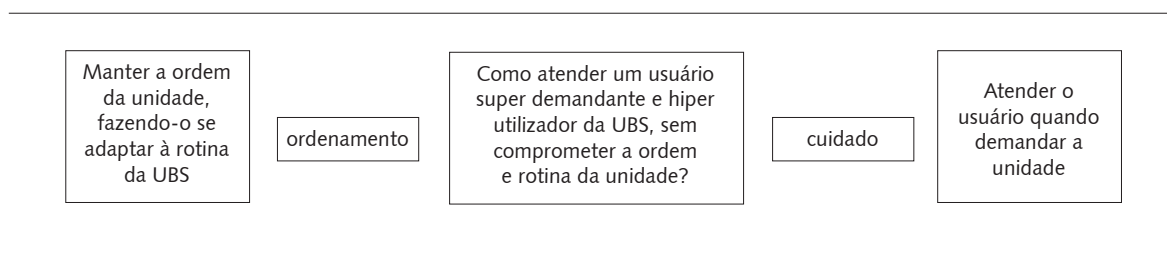 Manter a ordem
da unidade,
fazendo-o se
adaptar à rotina
da UBS
ordenamento
Como atender um usuário
super demandante e hiper
utilizador da UBS, sem
comprometer a ordem
e rotina da unidade?
cuidado
Atender o
usuário quando
demandar a
unidade